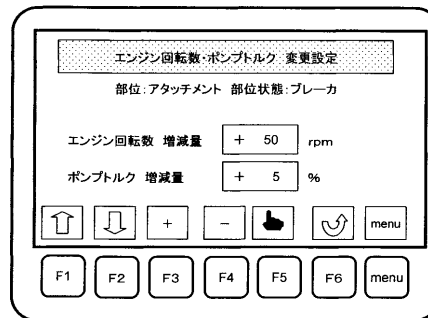 エンジン回転数・ポンプトルク 変更設定
部位:アタッチメント 部位状態:ブレーカ
エンジン回転数 増減量 + 50 rpm
ポンプトルク 増減量 + 5 %
+ - menu
F1 F2 F3 F4 F5 F6 menu